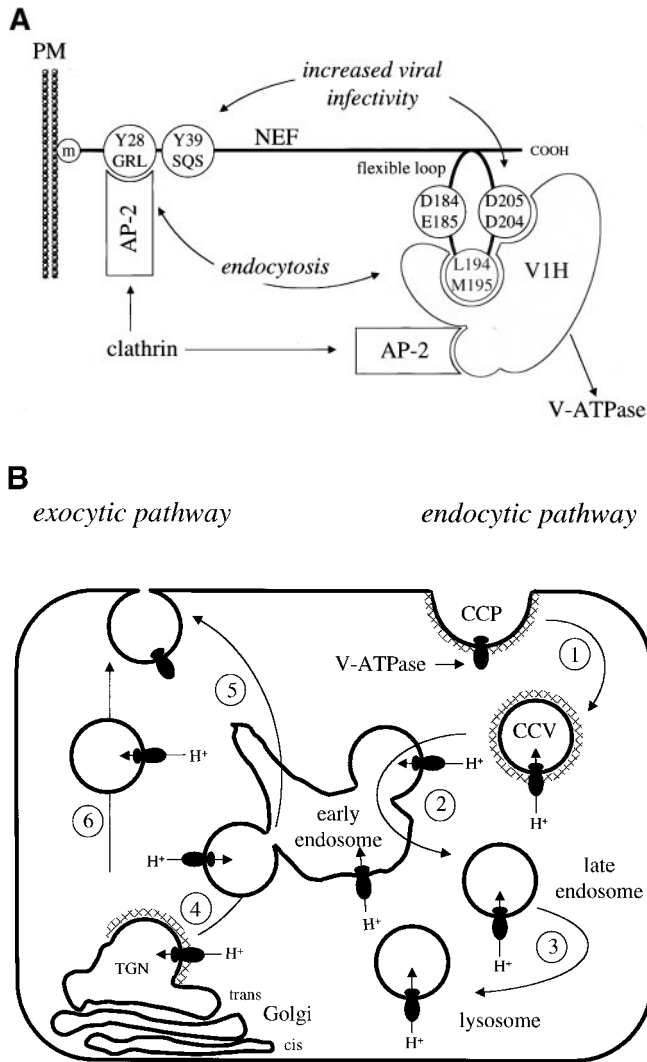 A
PM
increased viral
infectivity
m
Y28
GRL
Y39
SQS
NEF
COOH
flexible loop
D184
E185
D205
D204
L194
M195
V1H
AP-2
endocytosis
clathrin
AP-2
V-ATPase
B
exocytic pathway
endocytic pathway
CCP
V-ATPase
1
5
CCV
H+
H+
2
6
early
endosome
H+
H+
H+
late
endosome
4
H+
H+
3
TGN
H+
trans
Golgi
cis
H+
lysosome